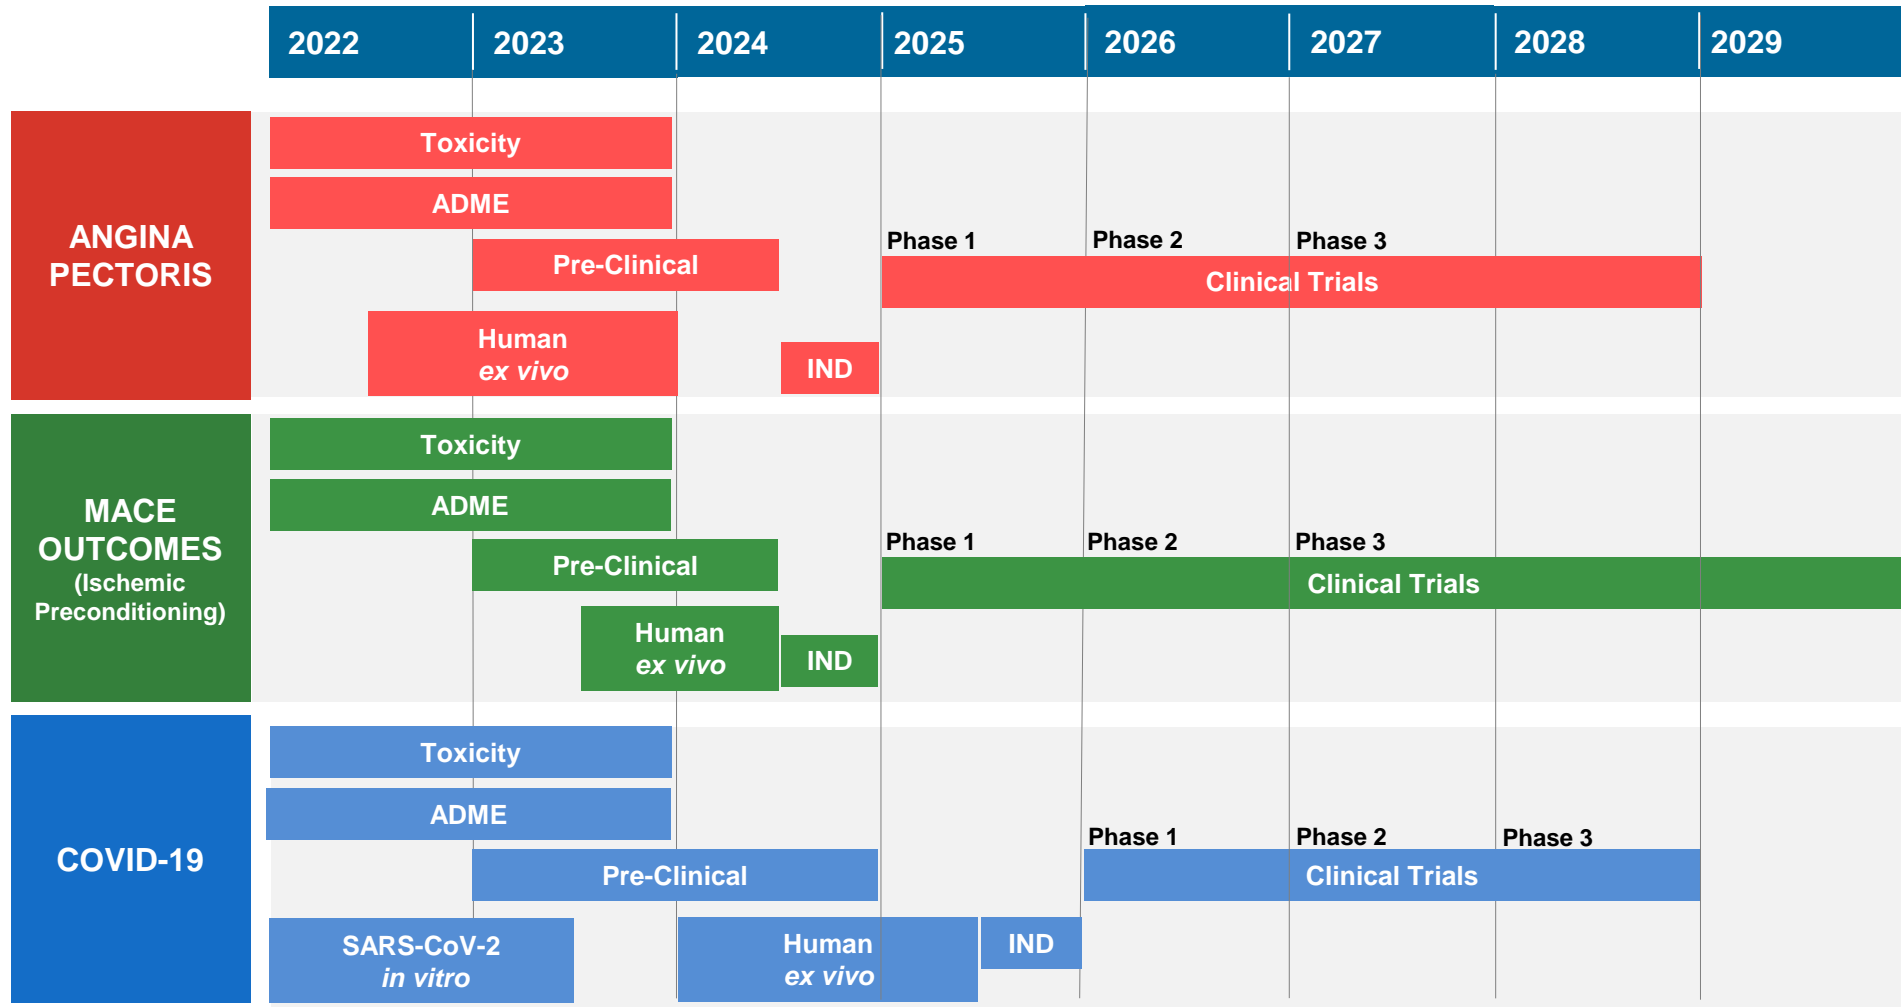 2022 2023 2024 2025 2026 2027 2028 2029
ANGINA
PECTORIS
Toxicity
ADME
Pre-Clinical
Human
ex vivo
IND
Phase 1 Phase 2 Phase 3
Clinical Trials
MACE
OUTCOMES
(Ischemic
Preconditioning)
Toxicity
ADME
Pre-Clinical
Human
ex vivo
IND
Phase 1 Phase 2 Phase 3
Clinical Trials
COVID-19
Toxicity
ADME
Pre-Clinical
SARS-CoV-2
in vitro
Human
ex vivo
IND
Phase 1 Phase 2 Phase 3
Clinical Trials